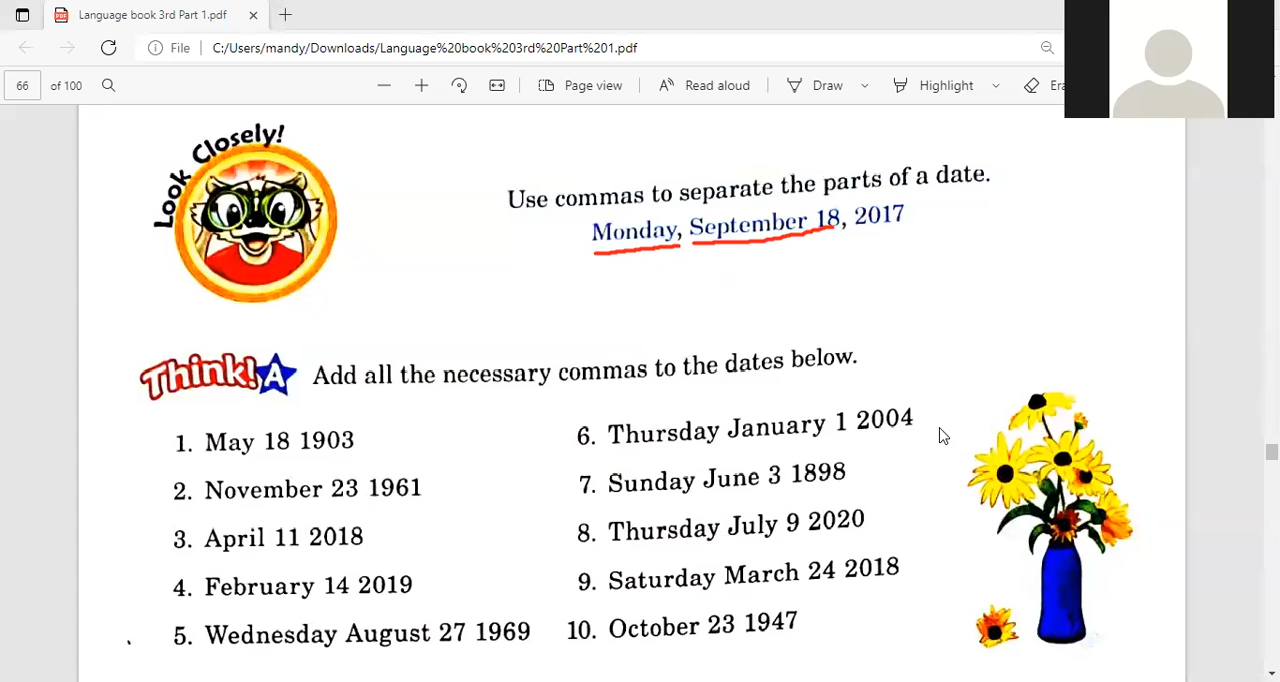 Language book 3rd Part 1.pdf
File C:/Users/mandy/Downloads/Language%20book%203rd%20Part%201.pdf
66 of 100 Page view Read aloud Draw Highlight Era
Look Closely!
Use commas to separate the parts of a date.
Monday, September 18, 2017
Think! A Add all the necessary commas to the dates below.
1. May 18 1903
2. November 23 1961
3. April 11 2018
4. February 14 2019
5. Wednesday August 27 1969
6. Thursday January 1 2004
7. Sunday June 3 1898
8. Thursday July 9 2020
9. Saturday March 24 2018
10. October 23 1947